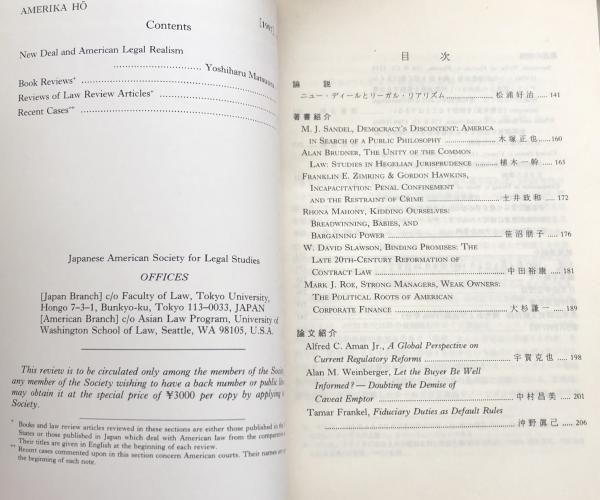 AMERIKA HŌ
Contents
New Deal and American Legal Realism
Yoshiharu
Book Reviews*
Reviews of Law Review Articles*
Recent Cases**
Japanese American Society for Legal Studies
OFFICES
[Japan Branch] c/o Faculty of Law, Tokyo University,
Hongo 7–3–1, Bunkyo-ku, Tokyo 113–0033, JAPAN
[American Branch] c/o Asian Law Program, University of
Washington School of Law, Seattle, WA 98105, U.S.A.
This review is to be circulated only among the members of the
any member of the Society wishing to have a back number or public
may obtain it at the special price of ¥3000 per copy by applying
Society.
* Books and law review articles reviewed in these sections are either those published in the
States or those published in Japan which deal with American law from the
Their titles are given in English at the beginning of each review.
** Recent cases commented upon in this section concern American courts. Their names
the beginning of each note.
目 次
論 説
ニュー・ディールとリーガル・リアリズム 松浦好治 141
著書紹介
M. J. SANDEL, DEMOCRACY'S DISCONTENT: AMERICA
IN SEARCH OF A PUBLIC PHILOSOPHY 木塚正也 160
ALAN BRUDNER, THE UNITY OF THE COMMON
LAW: STUDIES IN HEGELIAN JURISPRUDENCE 植木一幹 165
FRANKLIN E. ZIMRING & GORDON HAWKINS,
INCAPACITATION: PENAL CONFINEMENT
AND THE RESTRAINT OF CRIME 土井政和 172
RHONA MAHONY, KIDDING OURSELVES:
BREADWINNING, BABIES, AND
BARGAINING POWER 笹沼朋子 176
W. DAVID SLAWSON, BINDING PROMISES: THE
LATE 20TH-CENTURY REFORMATION OF
CONTRACT LAW 中田裕康 181
MARK J. ROE, STRONG MANAGERS, WEAK OWNERS:
THE POLITICAL ROOTS OF AMERICAN
CORPORATE FINANCE 大杉謙一 189
論文紹介
Alfred C. Aman Jr., A Global Perspective on
Current Regulatory Reforms 宇賀克也 198
Alan M. Weinberger, Let the Buyer Be Well
Informed?—Doubting the Demise of
Caveat Emptor 中村昌美 201
Tamar Frankel, Fiduciary Duties as Default Rules
沖野眞已 206